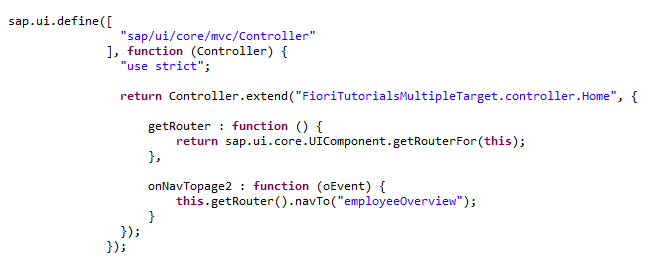 sap.ui.define([
"sap/ui/core/mvc/Controller"
], function (Controller) {
"use strict";
return Controller.extend("FioriTutorialsMultipleTarget.controller.Home", {
getRouter : function () {
return sap.ui.core.UIComponent.getRouterFor(this);
},
onNavTopage2 : function (oEvent) {
this.getRouter().navTo("employeeOverview");
}
});
});